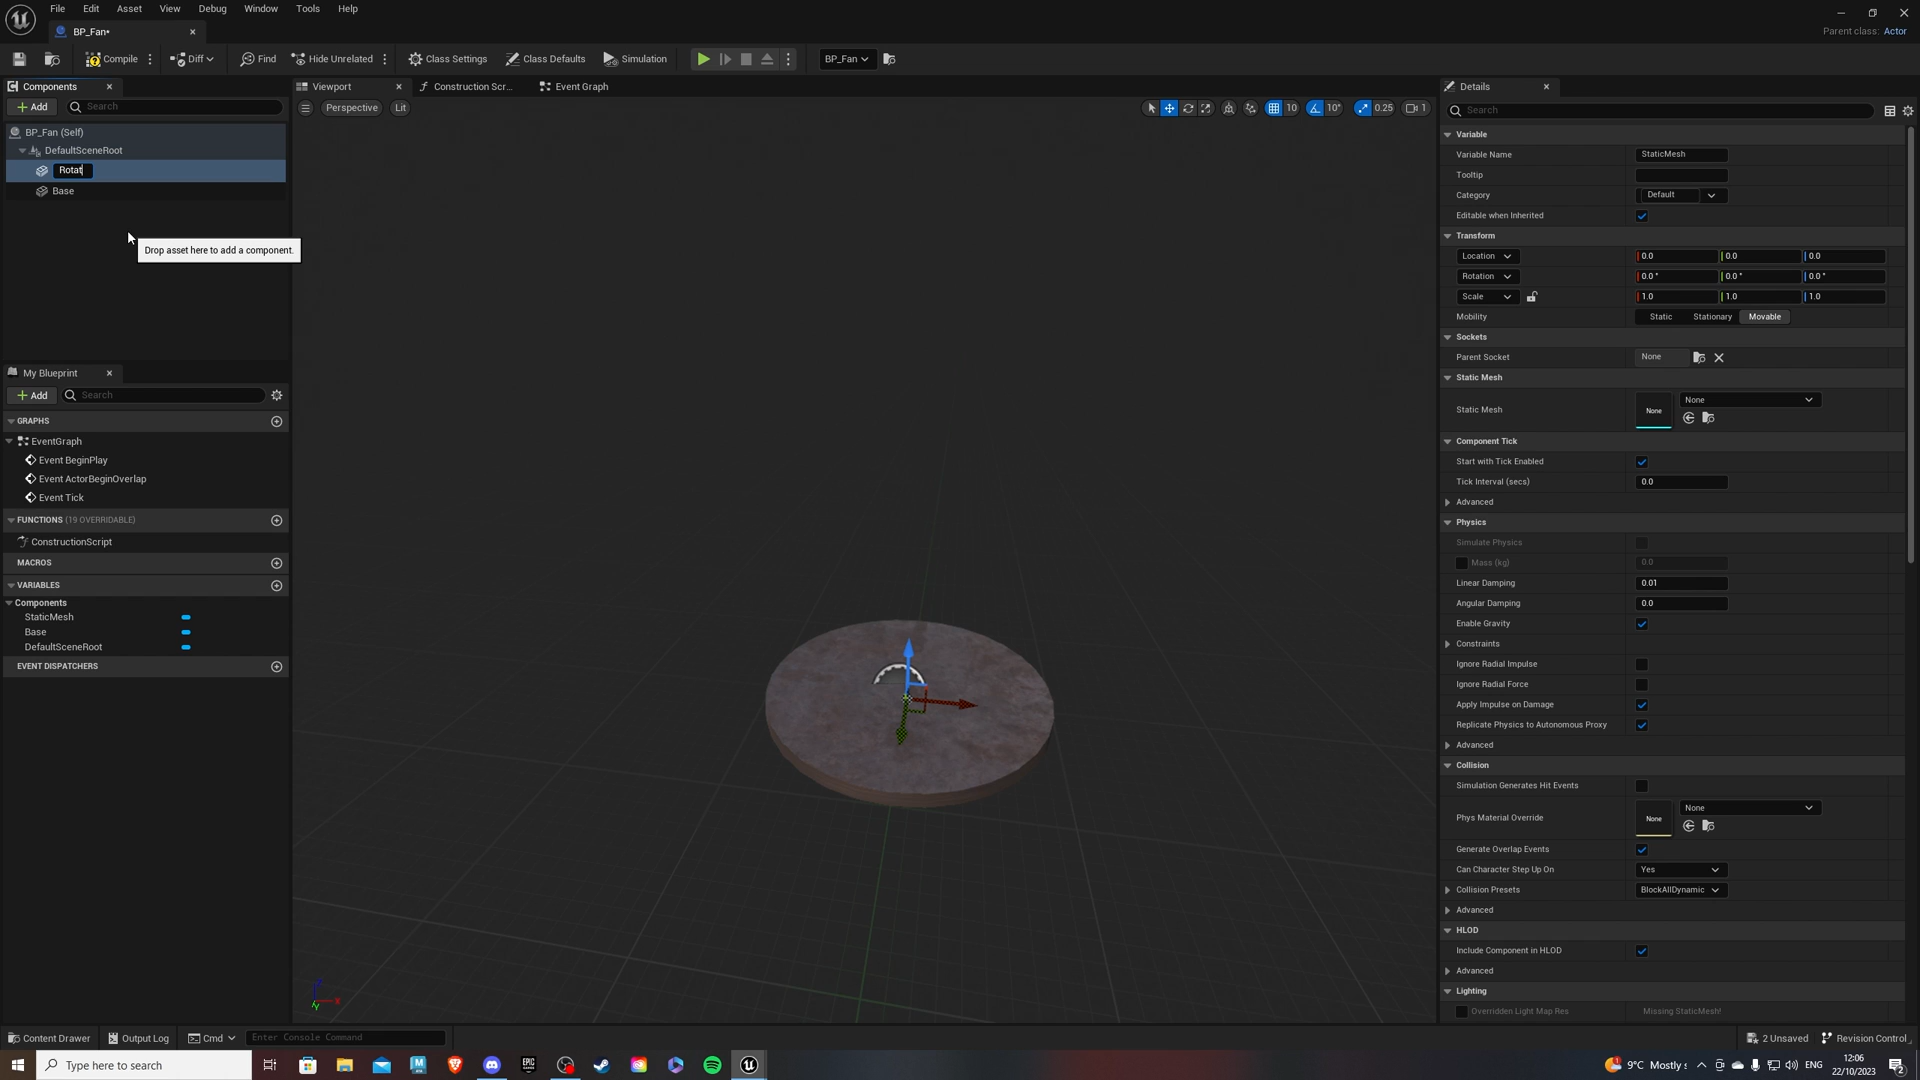 File Edit Asset View Debug Window Tools Help
BP_Fan•
Parent class: Actor
Compile Diff Find Hide Unrelated Class Settings Class Defaults Simulation BP_Fan
Components Viewport Construction Scr... Event Graph Details
Add Search Perspective Lit 10 10° 0.25 1 Search
BP_Fan (Self)
DefaultSceneRoot
Rotat
Base
Drop asset here to add a component.
My Blueprint
Add Search
GRAPHS
EventGraph
Event BeginPlay
Event ActorBeginOverlap
Event Tick
FUNCTIONS (19 OVERRIDABLE)
ConstructionScript
MACROS
VARIABLES
Components
StaticMesh
Base
DefaultSceneRoot
EVENT DISPATCHERS
Variable
Variable Name StaticMesh
Tooltip
Category Default
Editable when Inherited
Transform
Location 0.0 0.0 0.0
Rotation 0.0 ° 0.0 ° 0.0 °
Scale 1.0 1.0 1.0
Mobility Static Stationary Movable
Sockets
Parent Socket None
Static Mesh
Static Mesh None None
Component Tick
Start with Tick Enabled
Tick Interval (secs) 0.0
Advanced
Physics
Simulate Physics
Mass (kg) 0.0
Linear Damping 0.01
Angular Damping 0.0
Enable Gravity
Constraints
Ignore Radial Impulse
Ignore Radial Force
Apply Impulse on Damage
Replicate Physics to Autonomous Proxy
Advanced
Collision
Simulation Generates Hit Events
Phys Material Override None None
Generate Overlap Events
Can Character Step Up On Yes
Collision Presets BlockAllDynamic
Advanced
HLOD
Include Component in HLOD
Advanced
Lighting
Overridden Light Map Res Missing StaticMesh!
X
Y
Content Drawer Output Log Cmd Enter Console Command 2 Unsaved Revision Control
Type here to search 9°C Mostly s ENG 12:06
22/10/2023
2